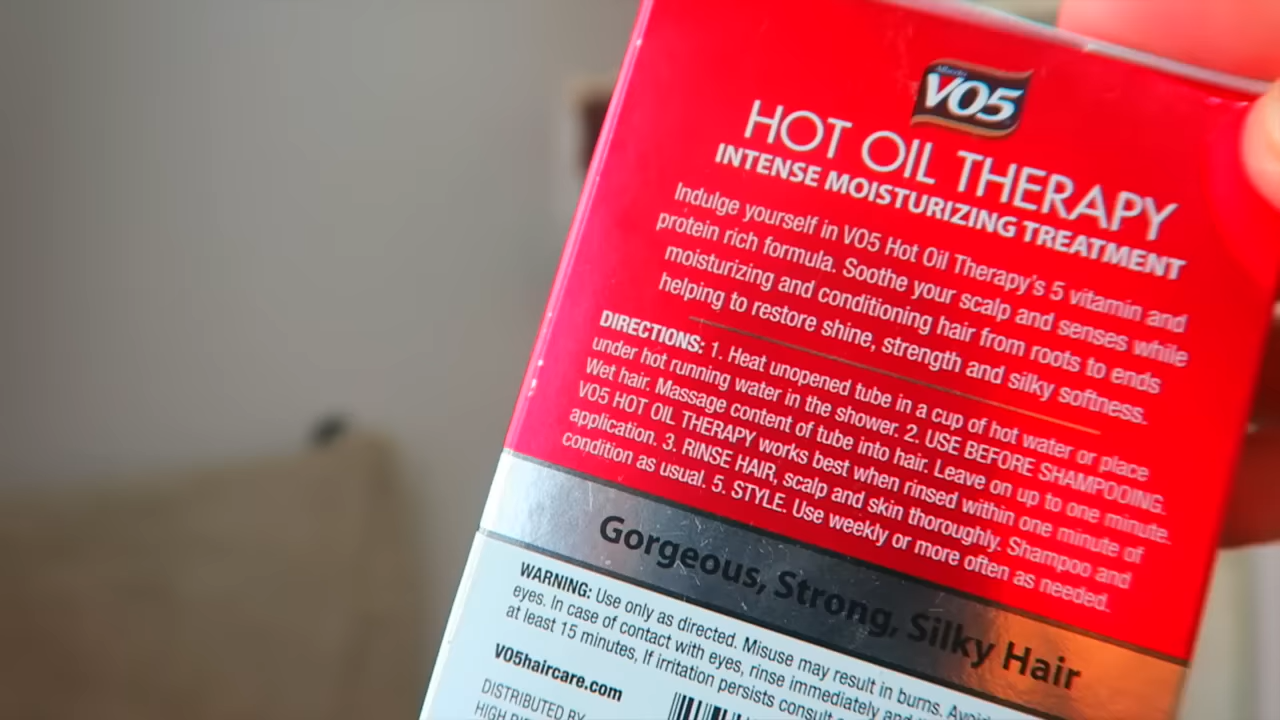 Alberto
VO5
HOT OIL THERAPY
INTENSE MOISTURIZING TREATMENT
Indulge yourself in VO5 Hot Oil Therapy's 5 vitamin and
protein rich formula. Soothe your scalp and senses while
moisturizing and conditioning hair from roots to ends
helping to restore shine, strength and silky softness.
DIRECTIONS: 1. Heat unopened tube in a cup of hot water or place
under hot running water in the shower. 2. USE BEFORE SHAMPOOING.
Wet hair. Massage content of tube into hair. Leave on up to one minute.
VO5 HOT OIL THERAPY works best when rinsed within one minute of
application. 3. RINSE HAIR, scalp and skin thoroughly. Shampoo and
condition as usual. 5. STYLE. Use weekly or more often as needed.
Gorgeous, Strong, Silky Hair
WARNING: Use only as directed. Misuse may result in burns. Avoid
eyes. In case of contact with eyes, rinse immediately and
at least 15 minutes, If irritation persists consult
VO5haircare.com
DISTRIBUTED BY